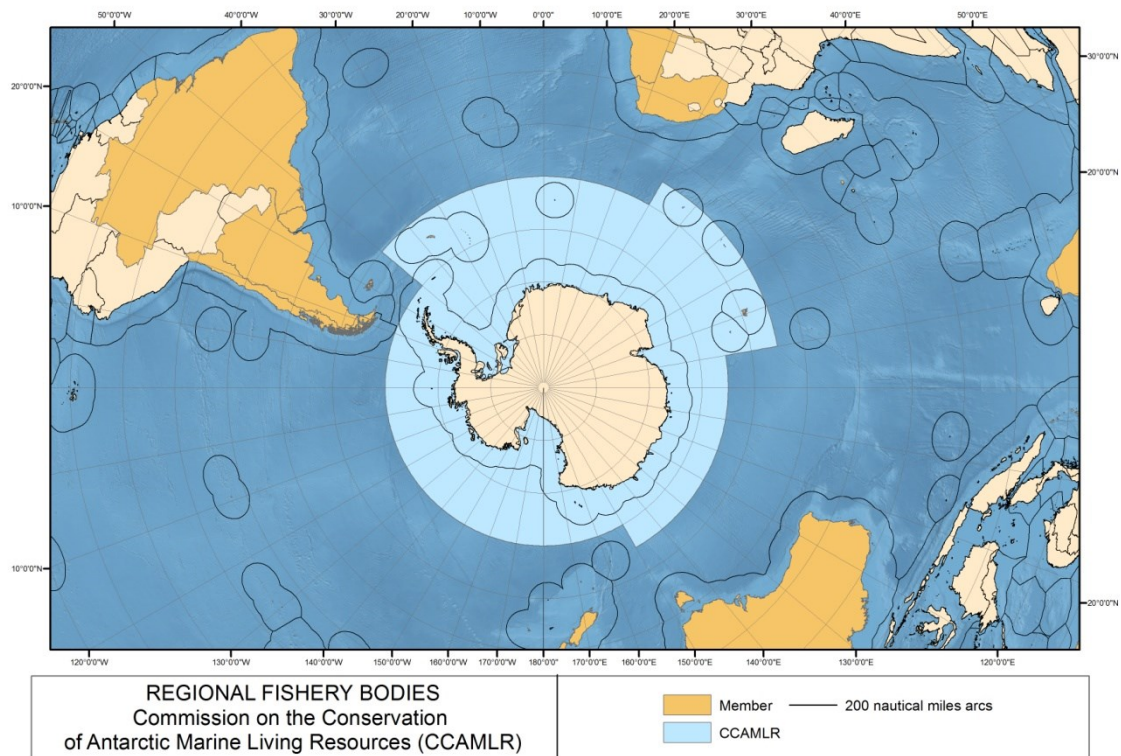 50°0'0"W 40°0'0"W 30°0'0"W 20°0'0"W 10°0'0"W 0°0'0" 10°0'0"E 20°0'0"E 30°0'0"E 40°0'0"E 50°0'0"E
20°0'0"W 30°0'0"E
10°0'0"W 20°0'0"E
10°0'0"W 20°0'0"E
120°0'0"W 130°0'0"W 140°0'0"W 150°0'0"W 160°0'0"W 170°0'0"W 180°0'0" 170°0'0"E 160°0'0"E 150°0'0"E 140°0'0"E 130°0'0"E 120°0'0"E
REGIONAL FISHERY BODIES
Commission on the Conservation
of Antarctic Marine Living Resources (CCAMLR)
Member 200 nautical miles arcs
CCAMLR